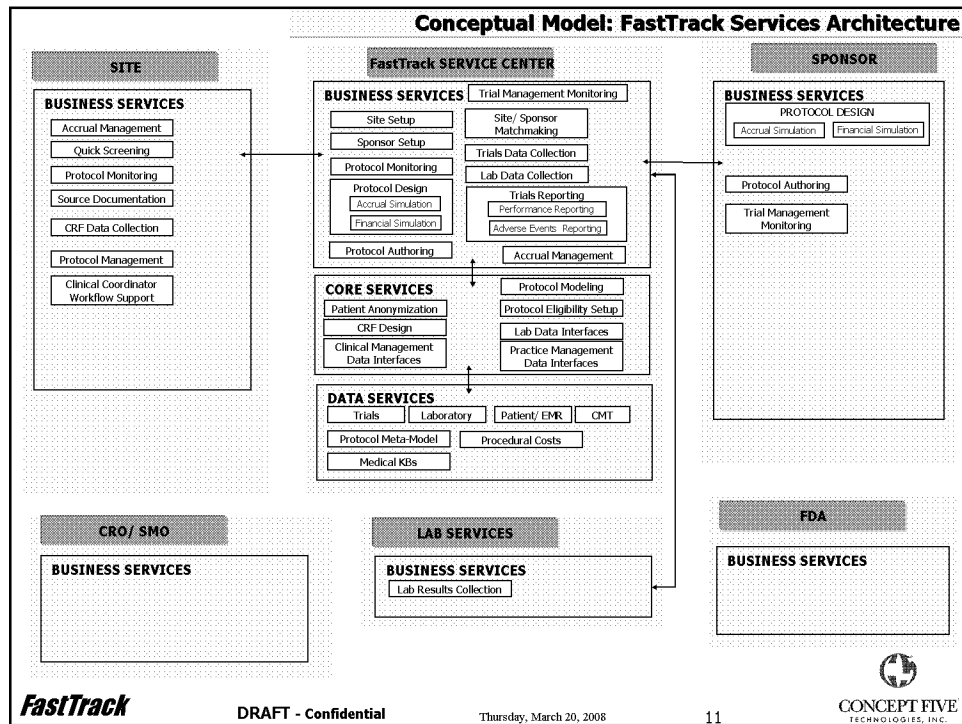 Conceptual Model: FastTrack Services Architecture
SITE
BUSINESS SERVICES
Accrual Management
Quick Screening
Protocol Monitoring
Source Documentation
CRF Data Collection
Protocol Management
Clinical Coordinator
Workflow Support
FastTrack SERVICE CENTER
BUSINESS SERVICES
Trial Management Monitoring
Site Setup
Sponsor Setup
Protocol Monitoring
Protocol Design
Accrual Simulation
Financial Simulation
Protocol Authoring
Site/ Sponsor
Matchmaking
Trials Data Collection
Lab Data Collection
Trials Reporting
Performance Reporting
Adverse Events Reporting
Accrual Management
CORE SERVICES
Patient Anonymization
CRF Design
Clinical Management
Data Interfaces
Protocol Modeling
Protocol Eligibility Setup
Lab Data Interfaces
Practice Management
Data Interfaces
DATA SERVICES
Trials
Laboratory
Patient/ EMR
CMT
Protocol Meta-Model
Procedural Costs
Medical KBs
SPONSOR
BUSINESS SERVICES
PROTOCOL DESIGN
Accrual Simulation
Financial Simulation
Protocol Authoring
Trial Management
Monitoring
CRO/ SMO
BUSINESS SERVICES
LAB SERVICES
BUSINESS SERVICES
Lab Results Collection
FDA
BUSINESS SERVICES
FastTrack
DRAFT - Confidential
Thursday, March 20, 2008
11
CONCEPT FIVE
TECHNOLOGIES, INC.